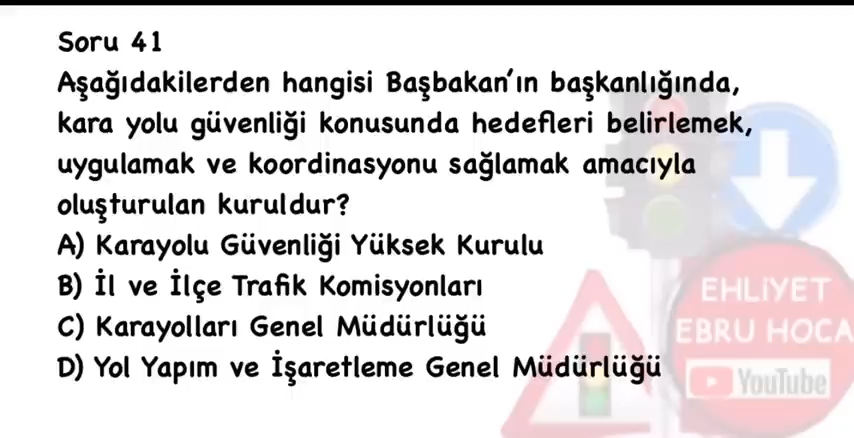 Soru 41
Aşağıdakilerden hangisi Başbakan'ın başkanlığında,
kara yolu güvenliği konusunda hedefleri belirlemek,
uygulamak ve koordinasyonu sağlamak amacıyla
oluşturulan kuruldur?
A) Karayolu Güvenliği Yüksek Kurulu
B) İl ve İlçe Trafik Komisyonları
C) Karayolları Genel Müdürlüğü
D) Yol Yapım ve İşaretleme Genel Müdürlüğü
EHLİYET
EBRU HOCA
YouTube